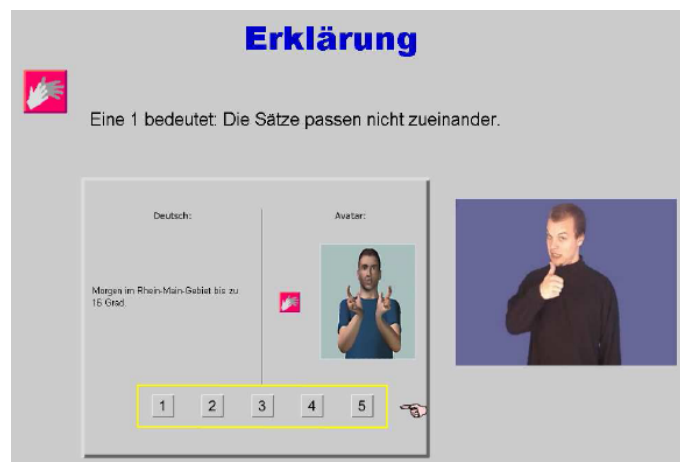 Erklärung
Eine 1 bedeutet: Die Sätze passen nicht zueinander.
Deutsch:
Avatar:
Morgen im Rhein-Main-Gebiet bis zu
16 Grad.
1 2 3 4 5